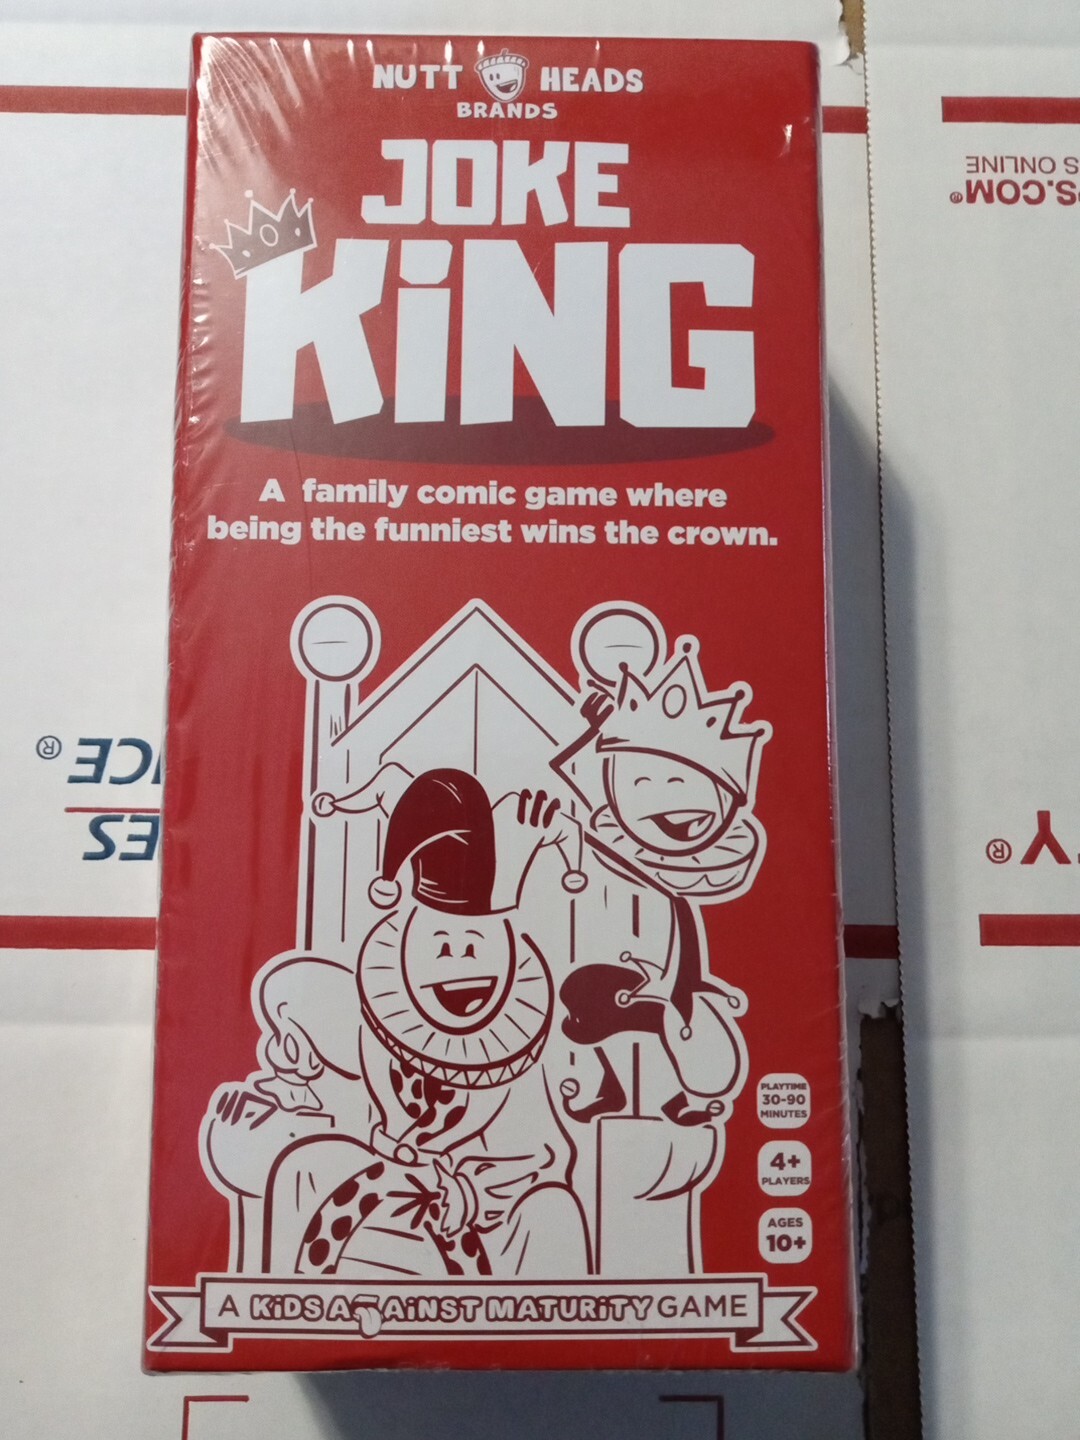 NUTT HEADS
BRANDS
JOKE
KiNG
A family comic game where
being the funniest wins the crown.
PLAYTIME
30-90
MINUTES
4+
PLAYERS
AGES
10+
A KiDS AGAiNST MATURiTY GAME
S ONLINE
S.COM®
ICE®
ES
Y®